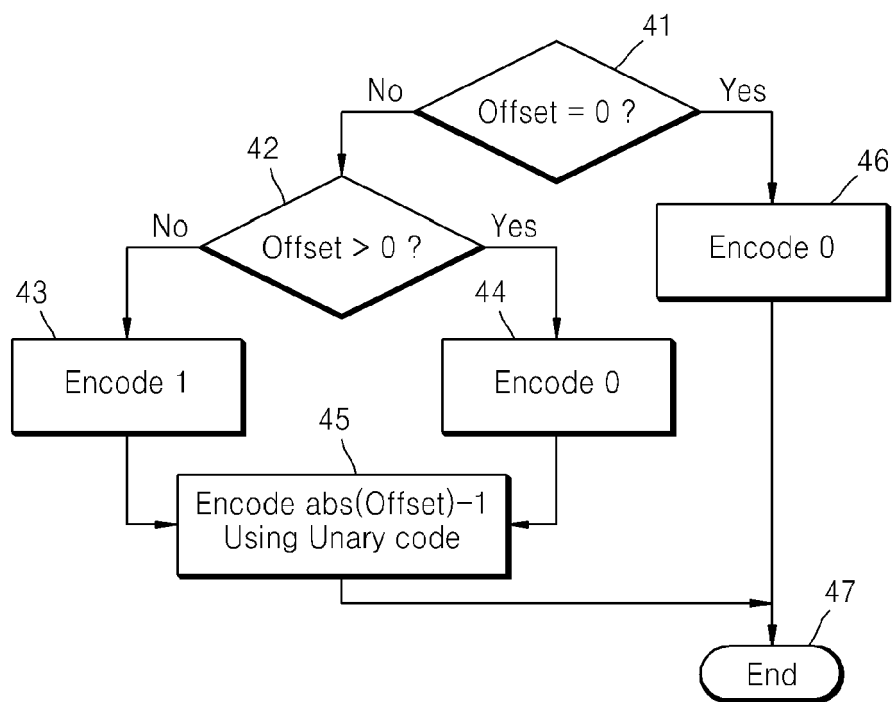 41
Offset = 0 ?
No
Yes
42
Offset > 0 ?
No
Yes
46
Encode 0
43
Encode 1
44
Encode 0
45
Encode abs(Offset)-1
Using Unary code
47
End